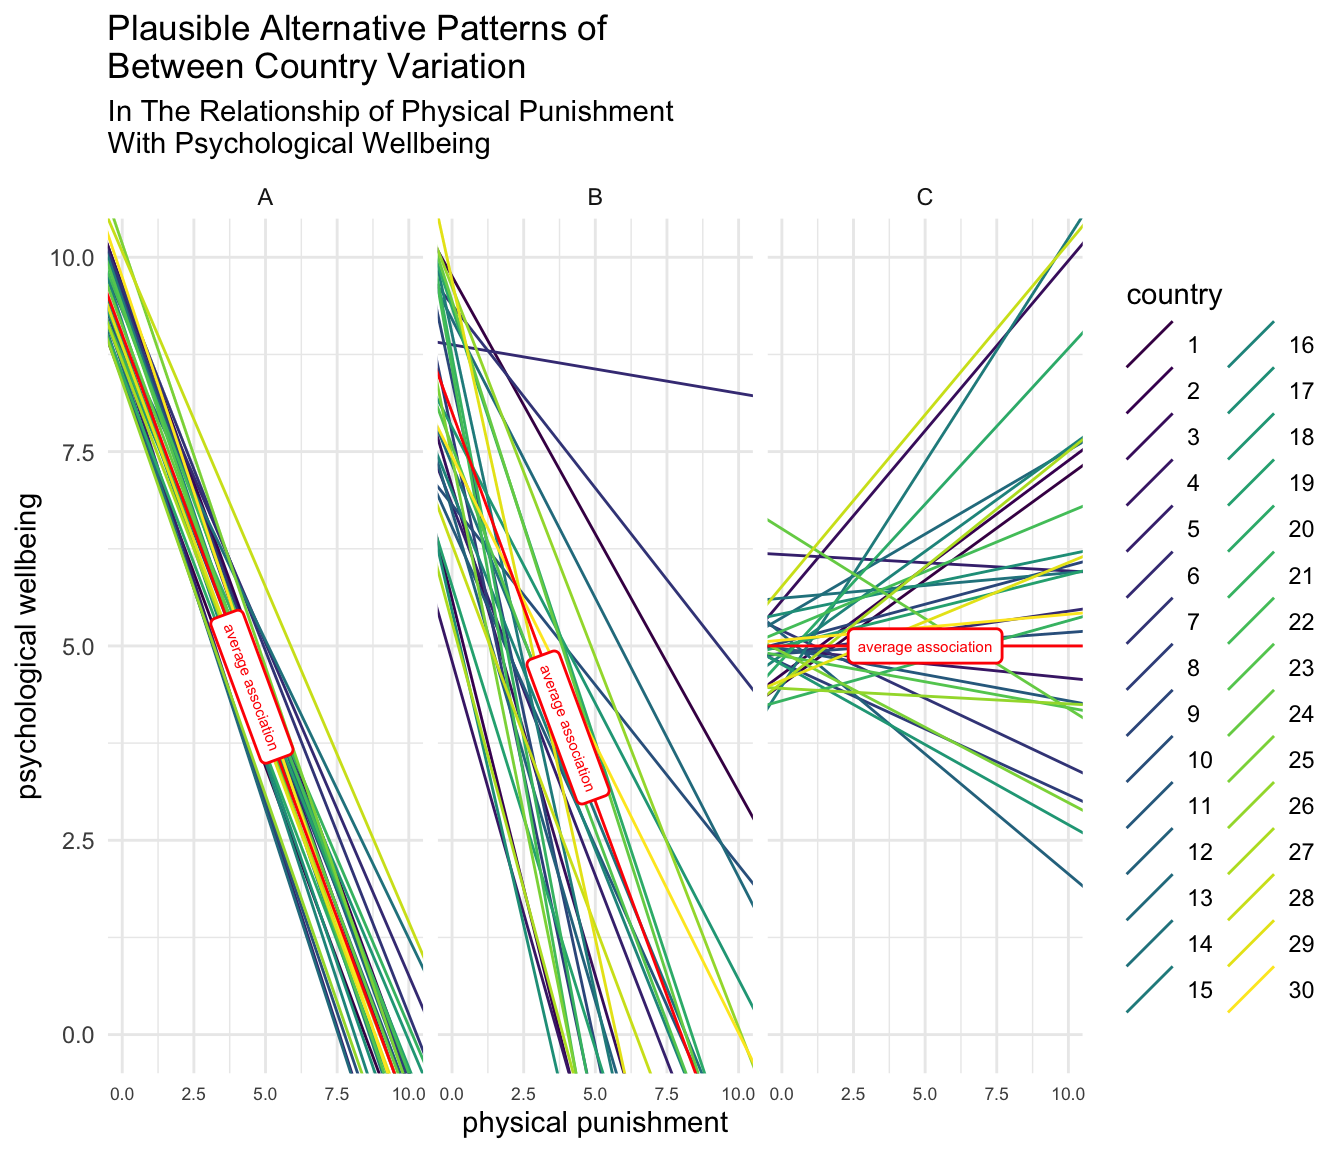 Plausible Alternative Patterns of
Between Country Variation
In The Relationship of Physical Punishment
With Psychological Wellbeing
A B C
psychological wellbeing
10.0
7.5
5.0
2.5
0.0
average association
average association
average association
0.0 2.5 5.0 7.5 10.0 0.0 2.5 5.0 7.5 10.0 0.0 2.5 5.0 7.5 10.0
physical punishment
country
1 16
2 17
3 18
4 19
5 20
6 21
7 22
8 23
9 24
10 25
11 26
12 27
13 28
14 29
15 30